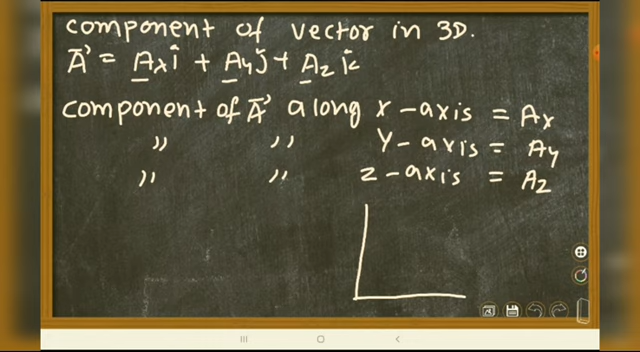 component of vector in 3D.
A⃗ = Axî + Ayĵ + Azk̂
component of A⃗ along x-axis = Ax
〃 〃 Y-axis = Ay
〃 〃 z-axis = Az